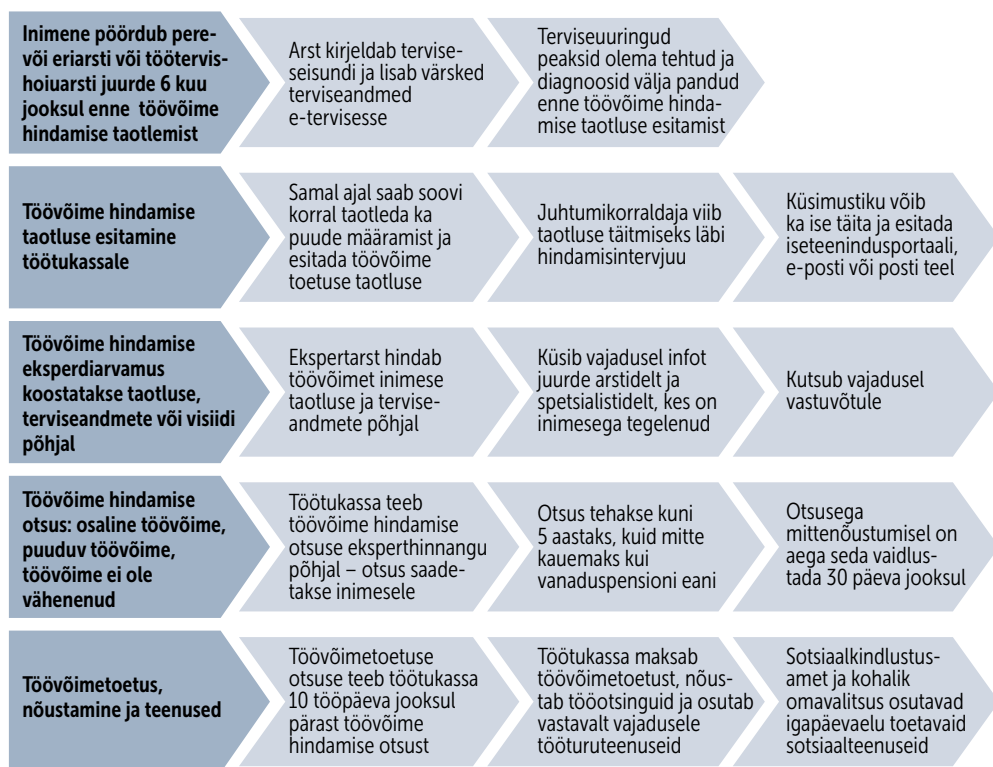 Inimene pöördub pere-
või eriarsti või töötervis-
hoiuarsti juurde 6 kuu
jooksul enne töövõime
hindamise taotlemist
Arst kirjeldab tervise-
seisundi ja lisab värsked
terviseandmed
e-tervisesse
Terviseuuringud
peaksid olema tehtud ja
diagnoosid välja pandud
enne töövõime hinda-
mise taotluse esitamist
Töövõime hindamise
taotluse esitamine
töötukassale
Samal ajal saab soovi
korral taotleda ka
puude määramist ja
esitada töövõime
toetuse taotluse
Juhtumikorraldaja viib
taotluse täitmiseks läbi
hindamisintervjuu
Küsimustiku võib
ka ise täita ja esitada
iseteenindusportaali,
e-posti või posti teel
Töövõime hindamise
eksperdiarvamus
koostatakse taotluse,
terviseandmete või visiidi
põhjal
Ekspertarst hindab
töövõimet inimese
taotluse ja tervise-
andmete põhjal
Küsib vajadusel infot
juurde arstidelt ja
spetsialistidelt, kes on
inimesega tegelenud
Kutsub vajadusel
vastuvõtule
Töövõime hindamise
otsus: osaline töövõime,
puuduv töövõime,
töövõime ei ole
vähenenud
Töötukassa teeb
töövõime hindamise
otsuse eksperthinnangu
põhjal – otsus saade-
takse inimesele
Otsus tehakse kuni
5 aastaks, kuid mitte
kauemaks kui
vanaduspensioni eani
Otsusega
mittenõustumisel on
aega seda vaidlus-
tada 30 päeva jooksul
Töövõimetoetus,
nõustamine ja teenused
Töövõimetoetuse
otsuse teeb töötukassa
10 tööpäeva jooksul
pärast töövõime
hindamise otsust
Töötukassa maksab
töövõimetoetust, nõus-
tab tööotsinguid ja osutab
vastavalt vajadusele
tööturuteenuseid
Sotsiaalkindlustus-
amet ja kohalik
omavalitsus osutavad
igapäevaelu toetavaid
sotsiaalteenuseid